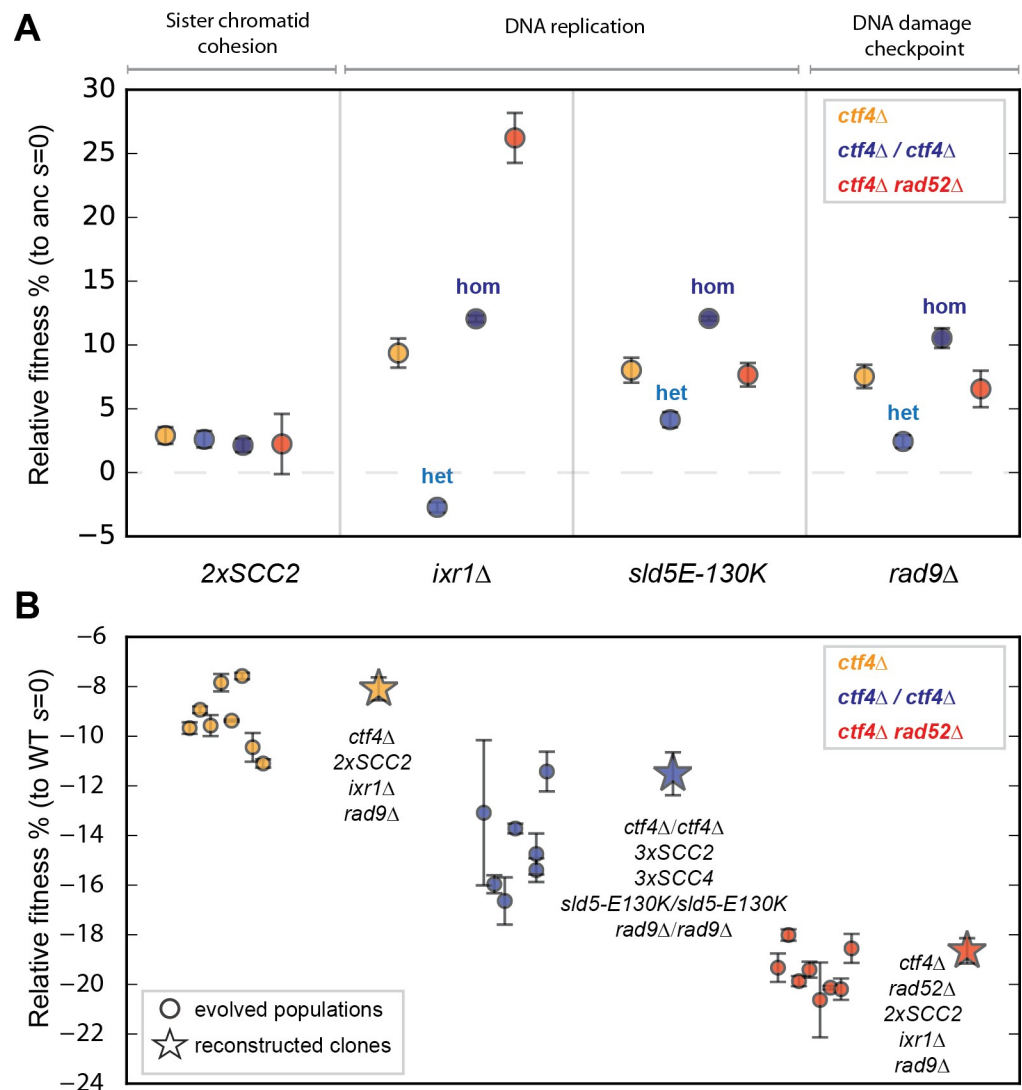 A
Sister chromatid
cohesion
DNA replication
DNA damage
checkpoint
Relative fitness % (to anc s=0)
30
25
20
15
10
5
0
−5
ctf4Δ
ctf4Δ / ctf4Δ
ctf4Δ rad52Δ
hom
het
hom
het
hom
het
2xSCC2
ixr1Δ
sld5E-130K
rad9Δ
B
Relative fitness % (to WT s=0)
−6
−8
−10
−12
−14
−16
−18
−20
−22
−24
ctf4Δ
ctf4Δ / ctf4Δ
ctf4Δ rad52Δ
ctf4Δ
2xSCC2
ixr1Δ
rad9Δ
ctf4Δ/ctf4Δ
3xSCC2
3xSCC4
sld5-E130K/sld5-E130K
rad9Δ/rad9Δ
ctf4Δ
rad52Δ
2xSCC2
ixr1Δ
rad9Δ
evolved populations
reconstructed clones